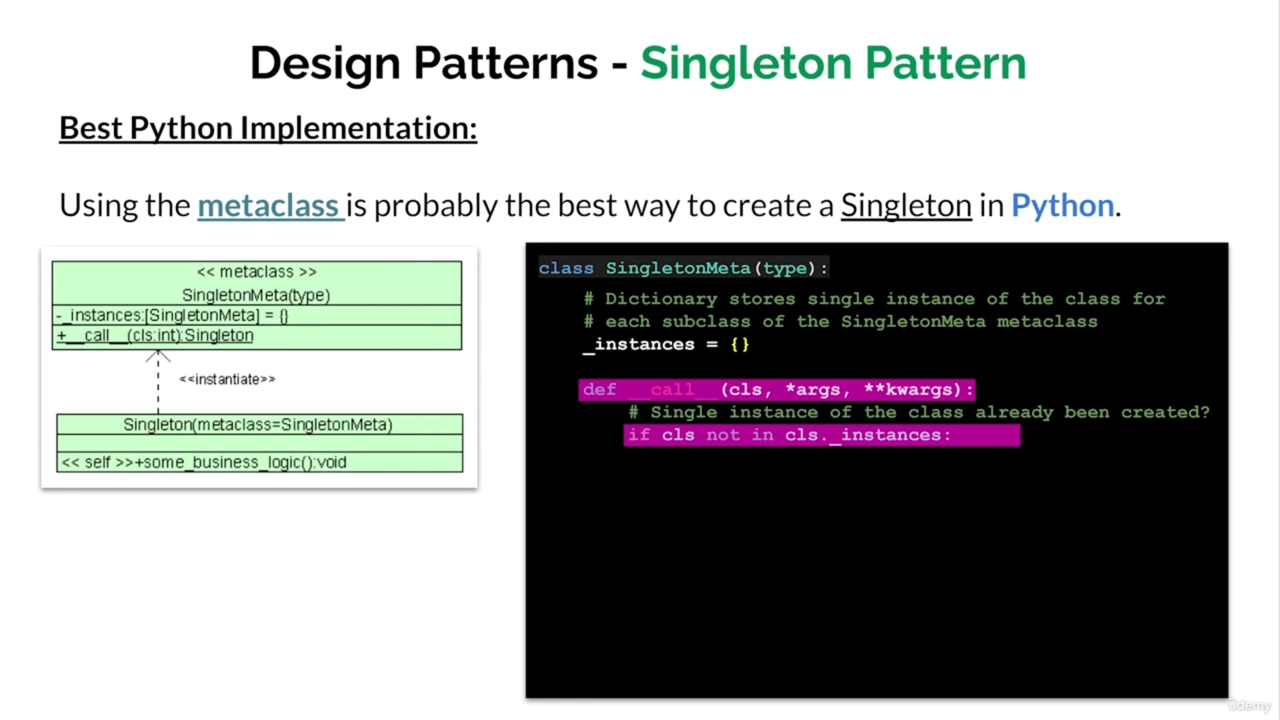 Design Patterns - Singleton Pattern
Best Python Implementation:
Using the metaclass is probably the best way to create a Singleton in Python.
<< metaclass >>
SingletonMeta(type)
-_instances:[SingletonMeta] = {}
+__call__(cls:int):Singleton
<<instantiate>>
Singleton(metaclass=SingletonMeta)
<< self >>+some_business_logic():void
class SingletonMeta(type):
# Dictionary stores single instance of the class for
# each subclass of the SingletonMeta metaclass
_instances = {}
def __call__(cls, *args, **kwargs):
# Single instance of the class already been created?
if cls not in cls._instances:
ûdemy